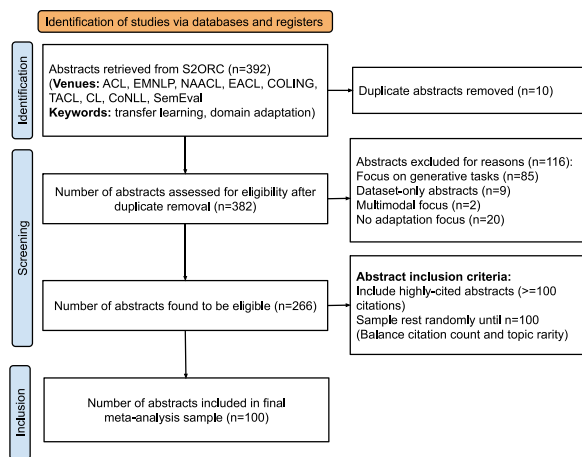 Identification of studies via databases and registers
Identification
Abstracts retrieved from S2ORC (n=392)
(Venues: ACL, EMNLP, NAACL, EACL, COLING,
TACL, CL, CoNLL, SemEval
Keywords: transfer learning, domain adaptation)
Duplicate abstracts removed (n=10)
Screening
Number of abstracts assessed for eligibility after
duplicate removal (n=382)
Abstracts excluded for reasons (n=116):
Focus on generative tasks (n=85)
Dataset-only abstracts (n=9)
Multimodal focus (n=2)
No adaptation focus (n=20)
Number of abstracts found to be eligible (n=266)
Abstract inclusion criteria:
Include highly-cited abstracts (>=100
citations)
Sample rest randomly until n=100
(Balance citation count and topic rarity)
Inclusion
Number of abstracts included in final
meta-analysis sample (n=100)